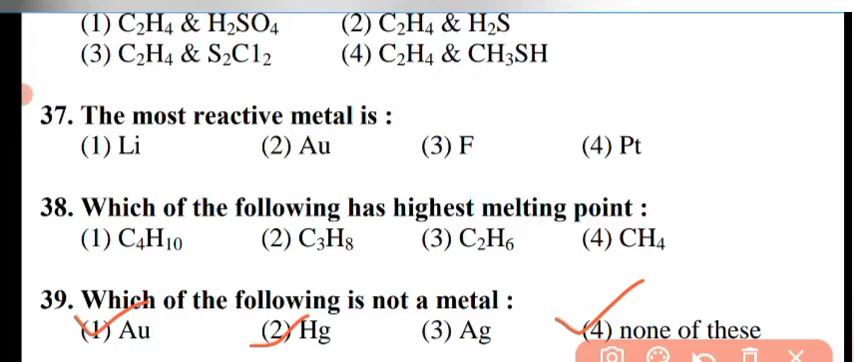 (1) C₂H₄ & H₂SO₄ (2) C₂H₄ & H₂S
(3) C₂H₄ & S₂Cl₂ (4) C₂H₄ & CH₃SH
37. The most reactive metal is :
(1) Li (2) Au (3) F (4) Pt
38. Which of the following has highest melting point :
(1) C₄H₁₀ (2) C₃H₈ (3) C₂H₆ (4) CH₄
39. Which of the following is not a metal :
(1) Au (2) Hg (3) Ag (4) none of these